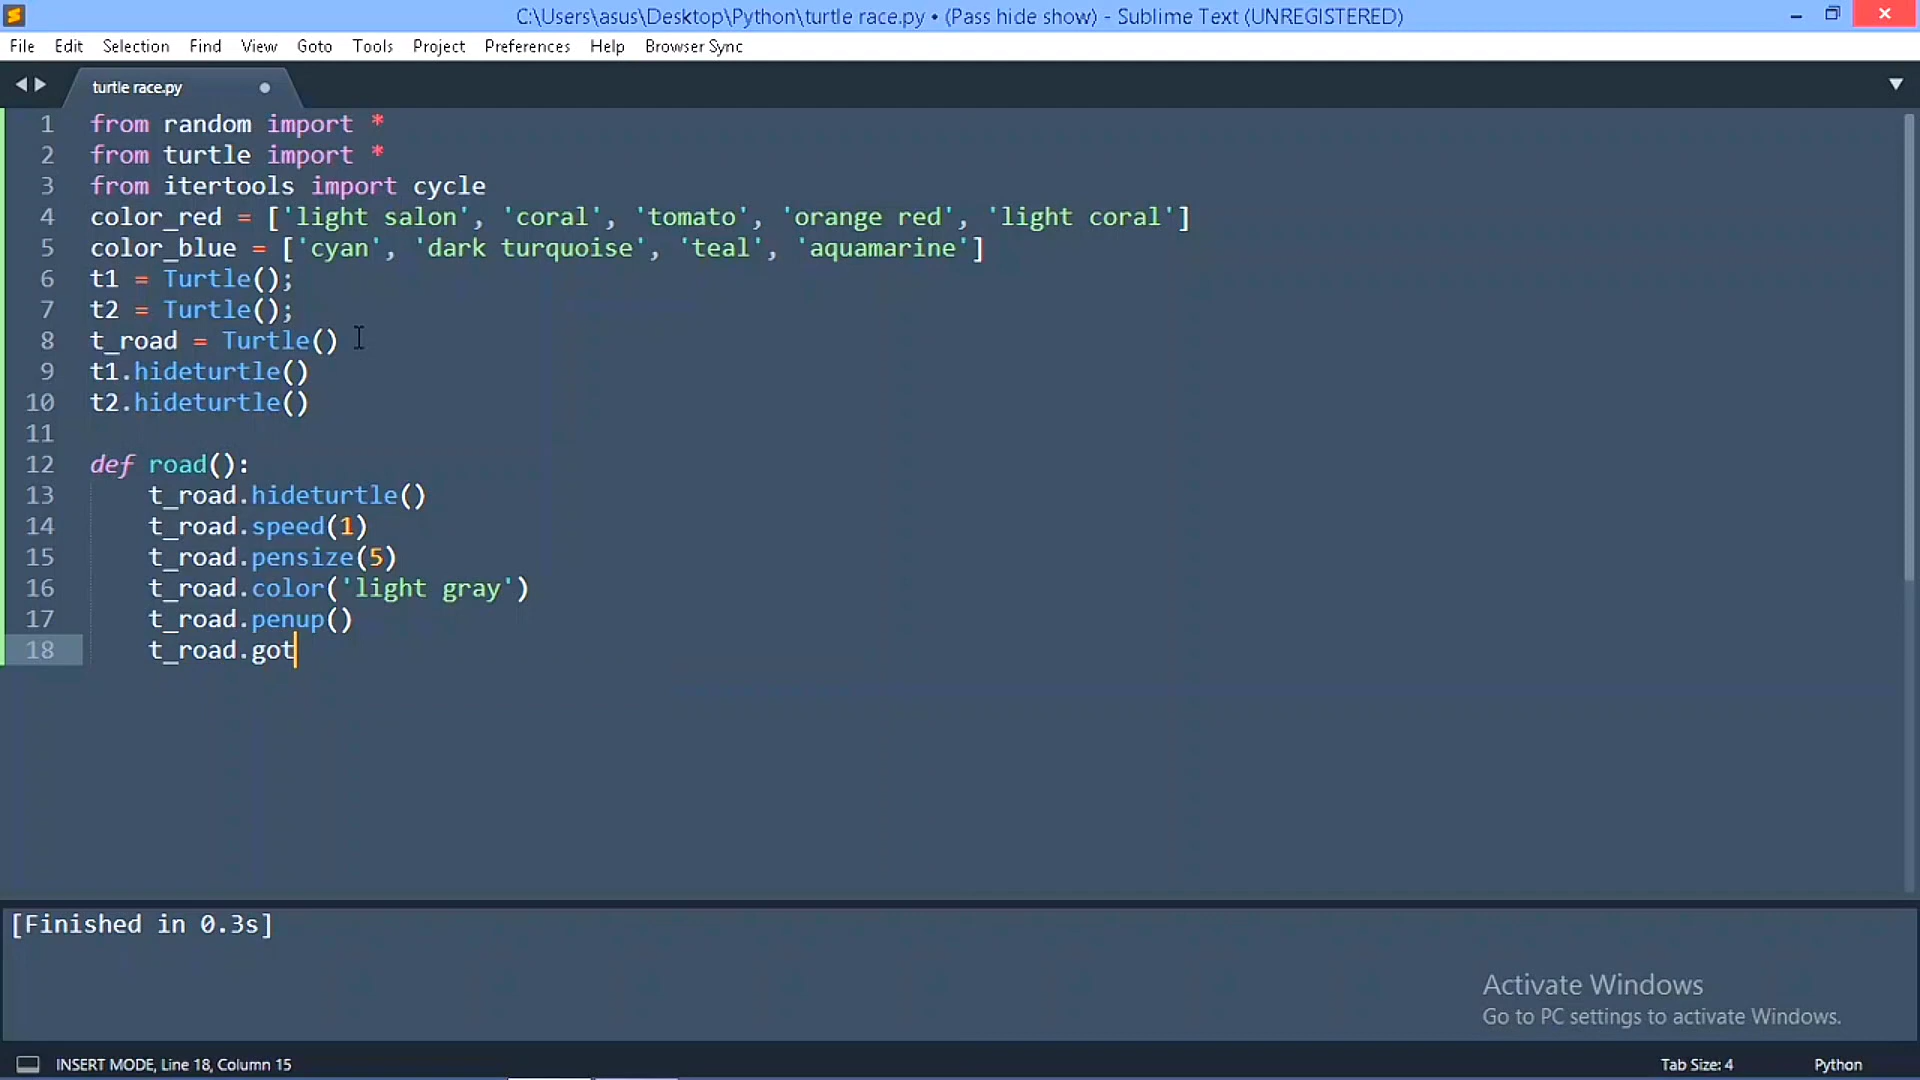 C:\Users\asus\Desktop\Python\turtle race.py • (Pass hide show) - Sublime Text (UNREGISTERED)
File Edit Selection Find View Goto Tools Project Preferences Help Browser Sync
turtle race.py
1 from random import *
2 from turtle import *
3 from itertools import cycle
4 color_red = ['light salon', 'coral', 'tomato', 'orange red', 'light coral']
5 color_blue = ['cyan', 'dark turquoise', 'teal', 'aquamarine']
6 t1 = Turtle();
7 t2 = Turtle();
8 t_road = Turtle()
9 t1.hideturtle()
10 t2.hideturtle()
11
12 def road():
13     t_road.hideturtle()
14     t_road.speed(1)
15     t_road.pensize(5)
16     t_road.color('light gray')
17     t_road.penup()
18     t_road.got
[Finished in 0.3s]
Activate Windows
Go to PC settings to activate Windows.
INSERT MODE, Line 18, Column 15 Tab Size: 4 Python